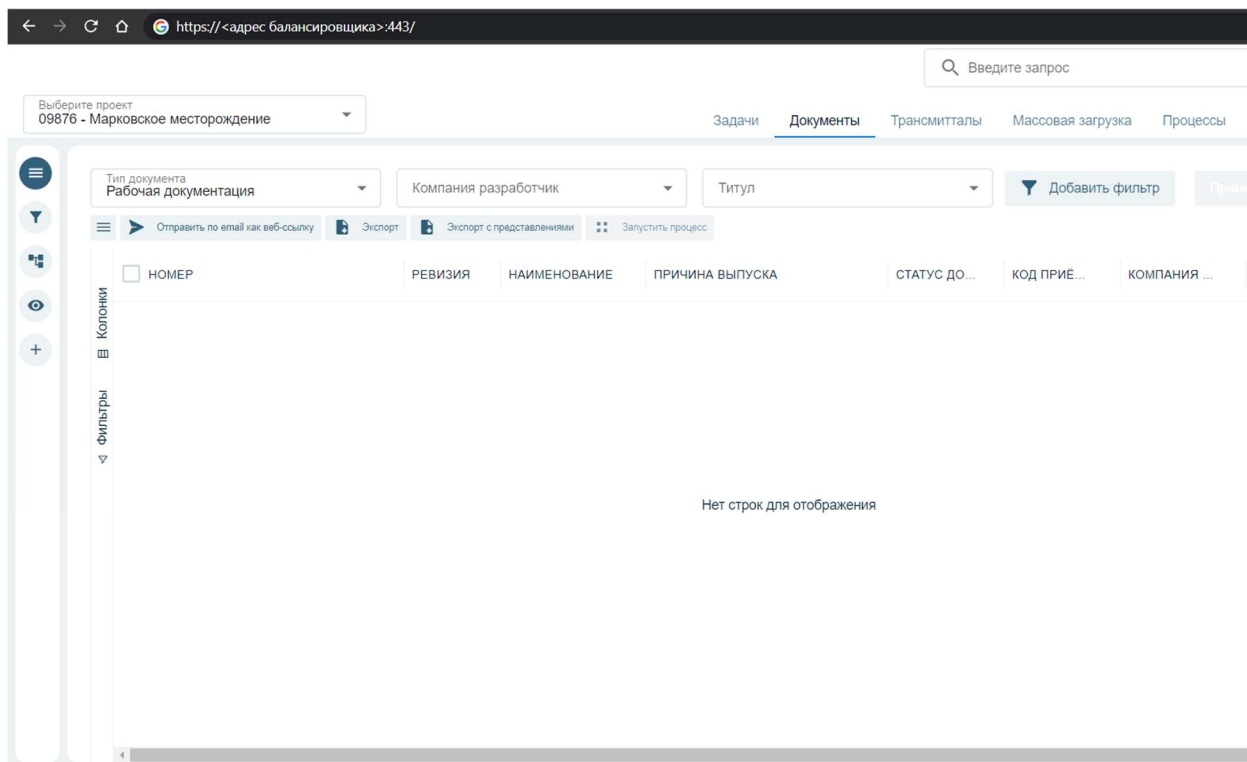 https://<адрес балансировщика>:443/
Введите запрос
Выберите проект
09876 - Марковское месторождение
Задачи Документы Трансмитталы Массовая загрузка Процессы
Тип документа
Рабочая документация
Компания разработчик
Титул
Добавить фильтр
Отправить по email как веб-ссылку Экспорт Экспорт с представлениями Запустить процесс
НОМЕР РЕВИЗИЯ НАИМЕНОВАНИЕ ПРИЧИНА ВЫПУСКА СТАТУС ДО... КОД ПРИЁ... КОМПАНИЯ ...
Колонки
Фильтры
Нет строк для отображения